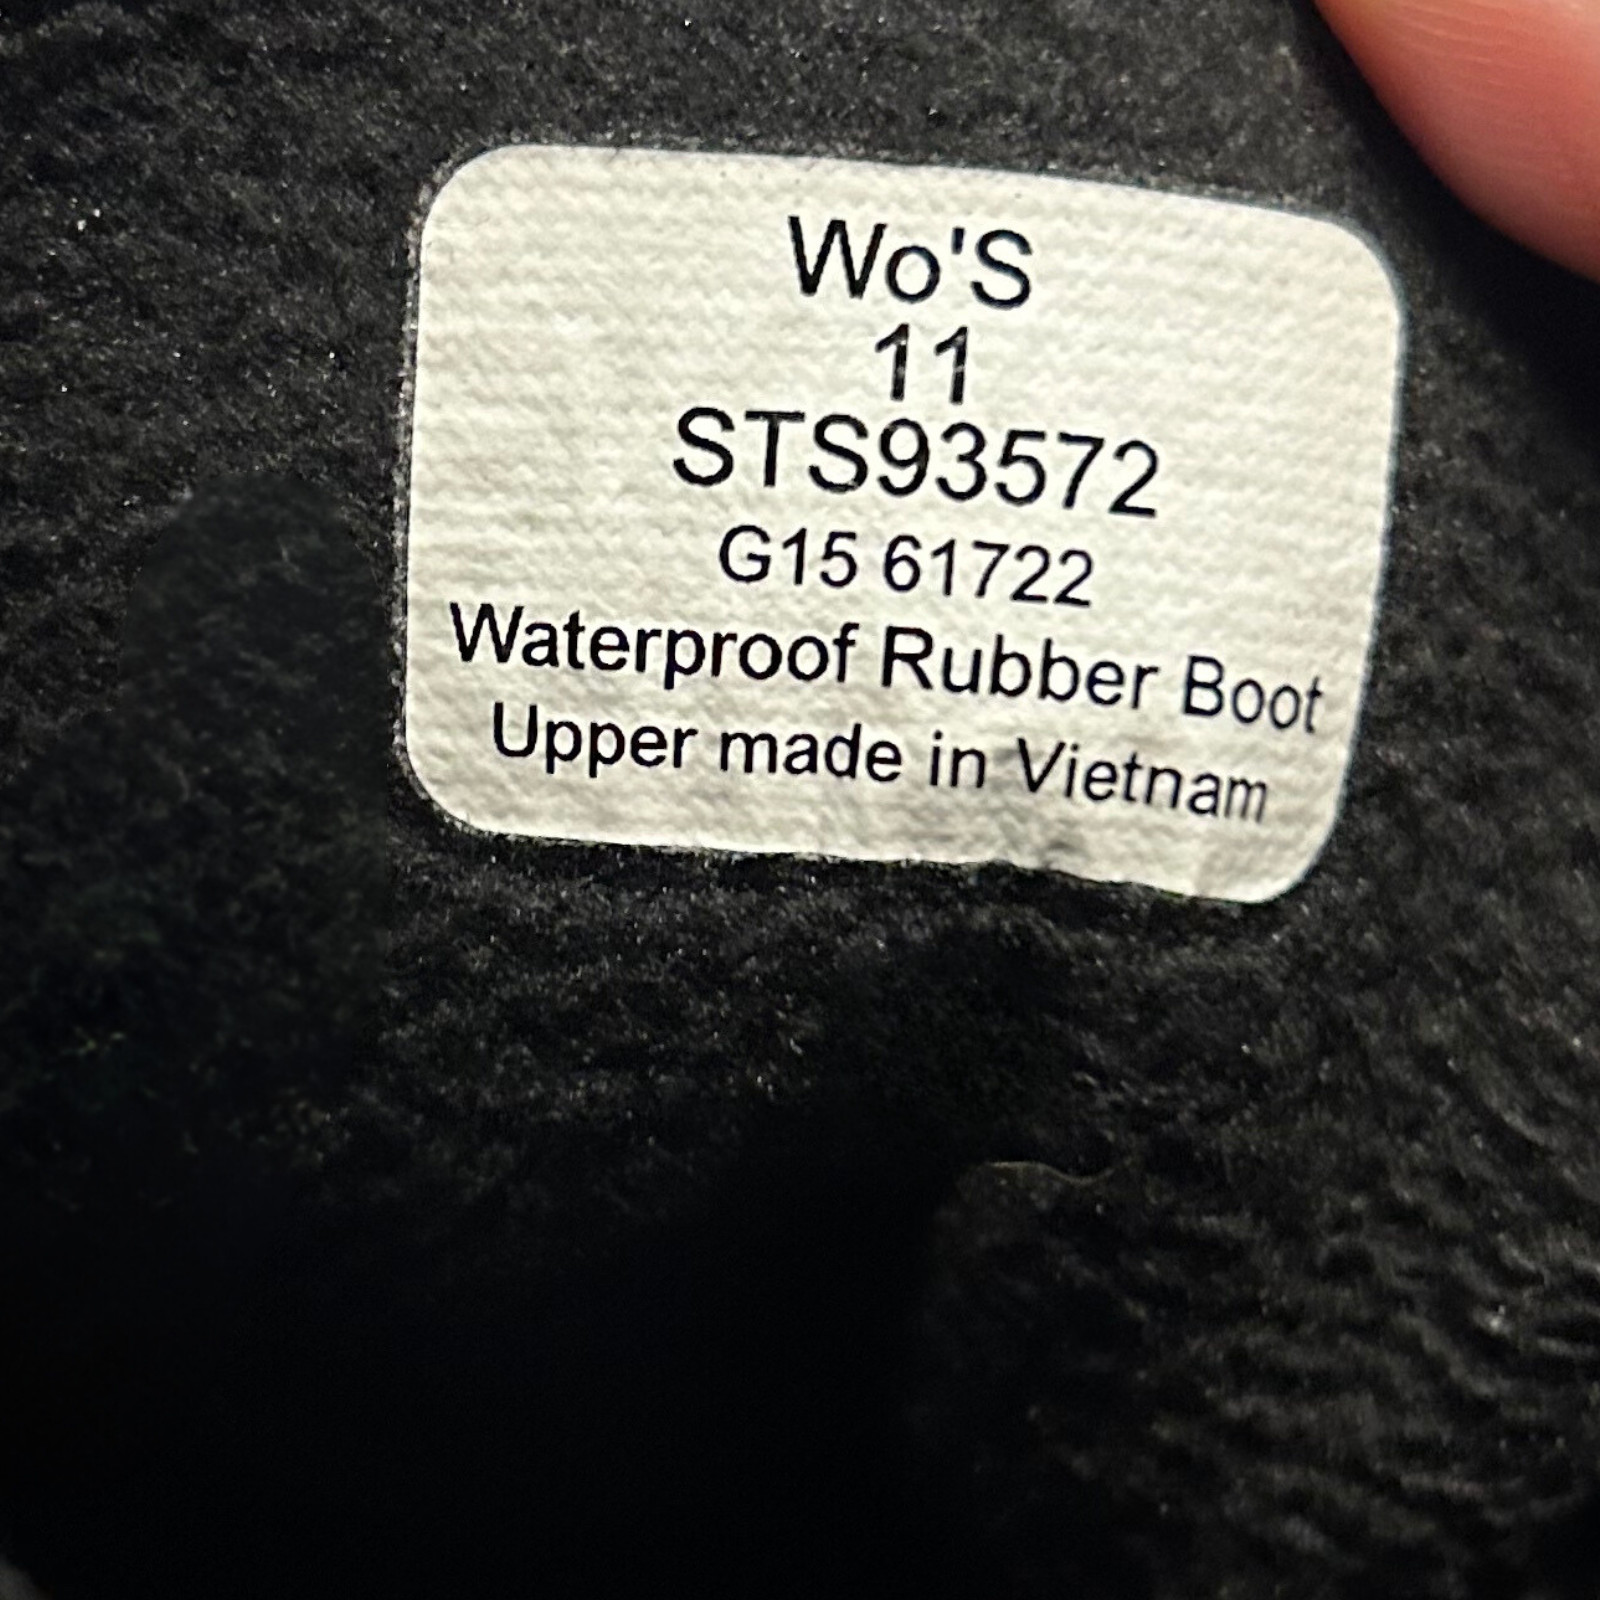 Wo'S
11
STS93572
G15 61722
Waterproof Rubber Boot
Upper made in Vietnam